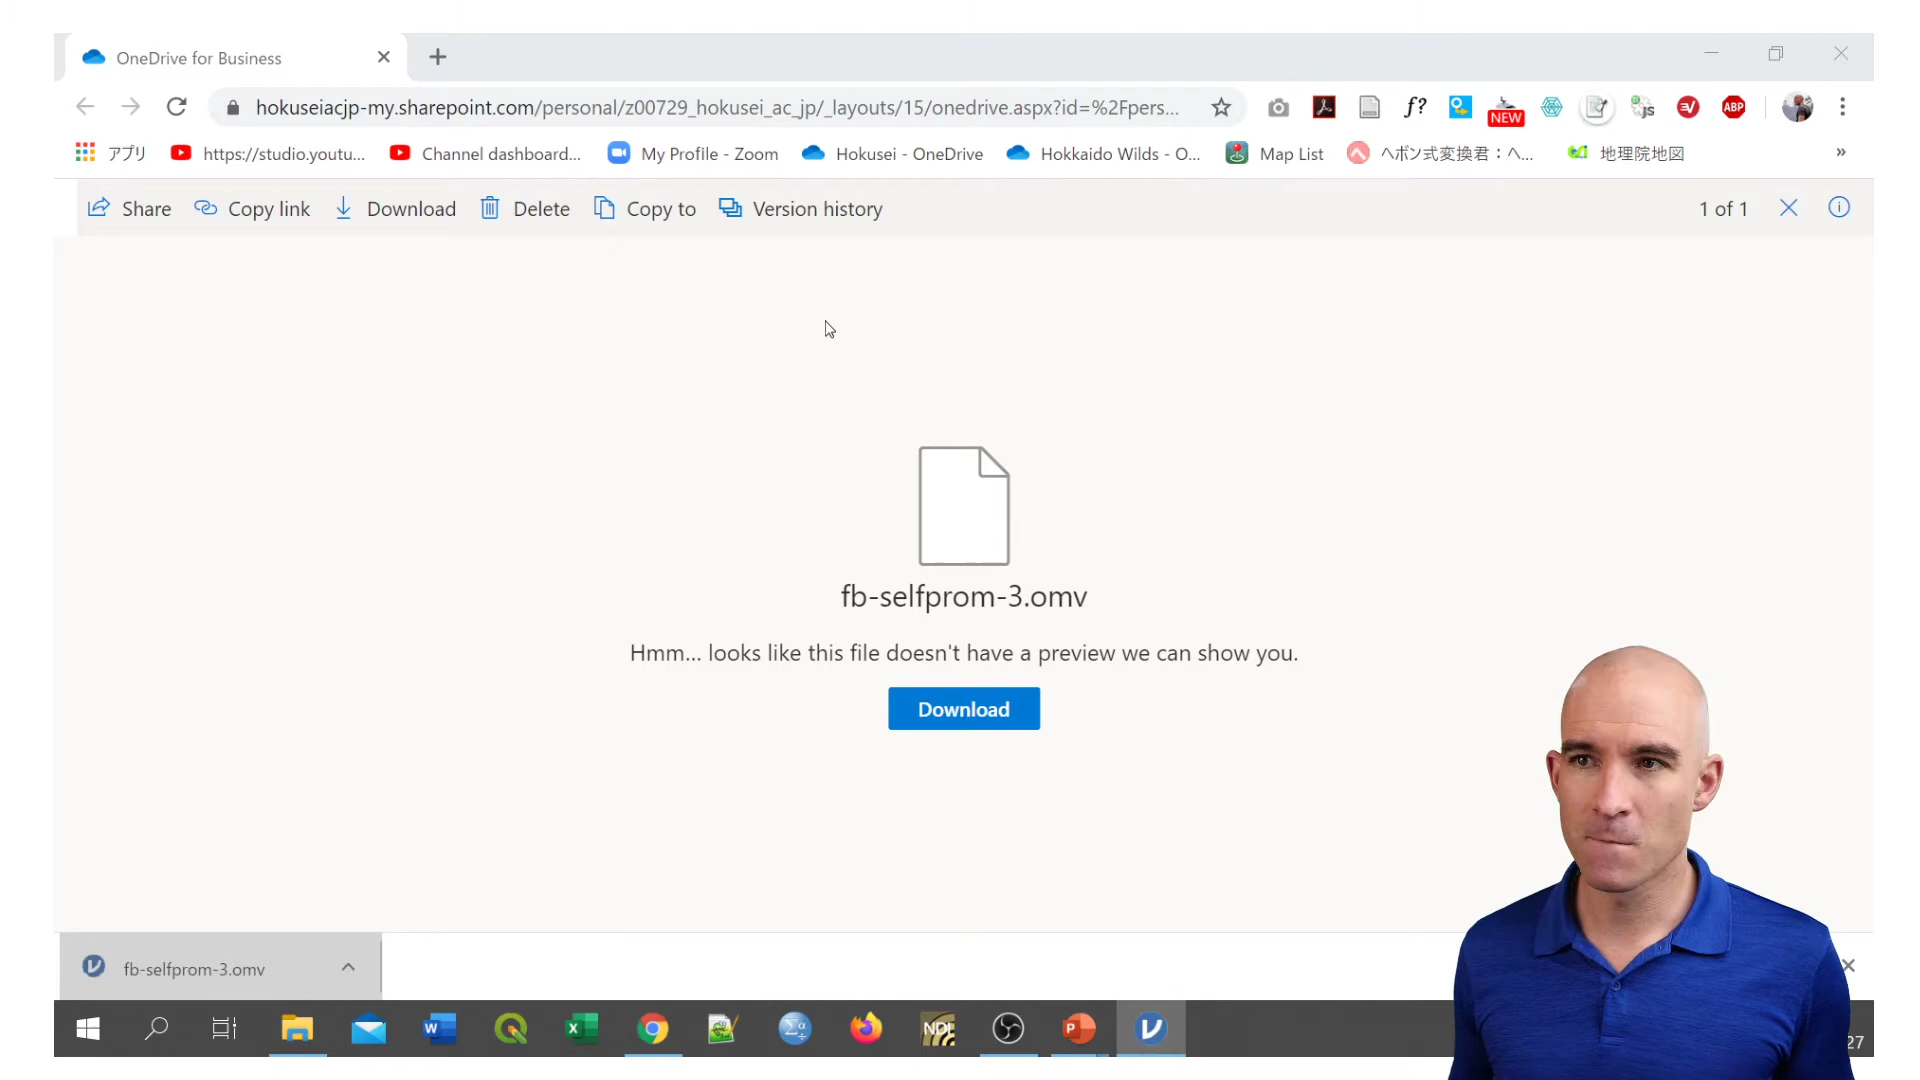 OneDrive for Business
hokuseiacjp-my.sharepoint.com/personal/z00729_hokusei_ac_jp/_layouts/15/onedrive.aspx?id=%2Fpers...
f?
NEW
js
ABP
アプリ
https://studio.youtu...
Channel dashboard...
My Profile - Zoom
Hokusei - OneDrive
Hokkaido Wilds - O...
Map List
ヘボン式変換君：ヘ...
地理院地図
»
Share
Copy link
Download
Delete
Copy to
Version history
1 of 1
fb-selfprom-3.omv
Hmm... looks like this file doesn't have a preview we can show you.
Download
fb-selfprom-3.omv
NDI
27